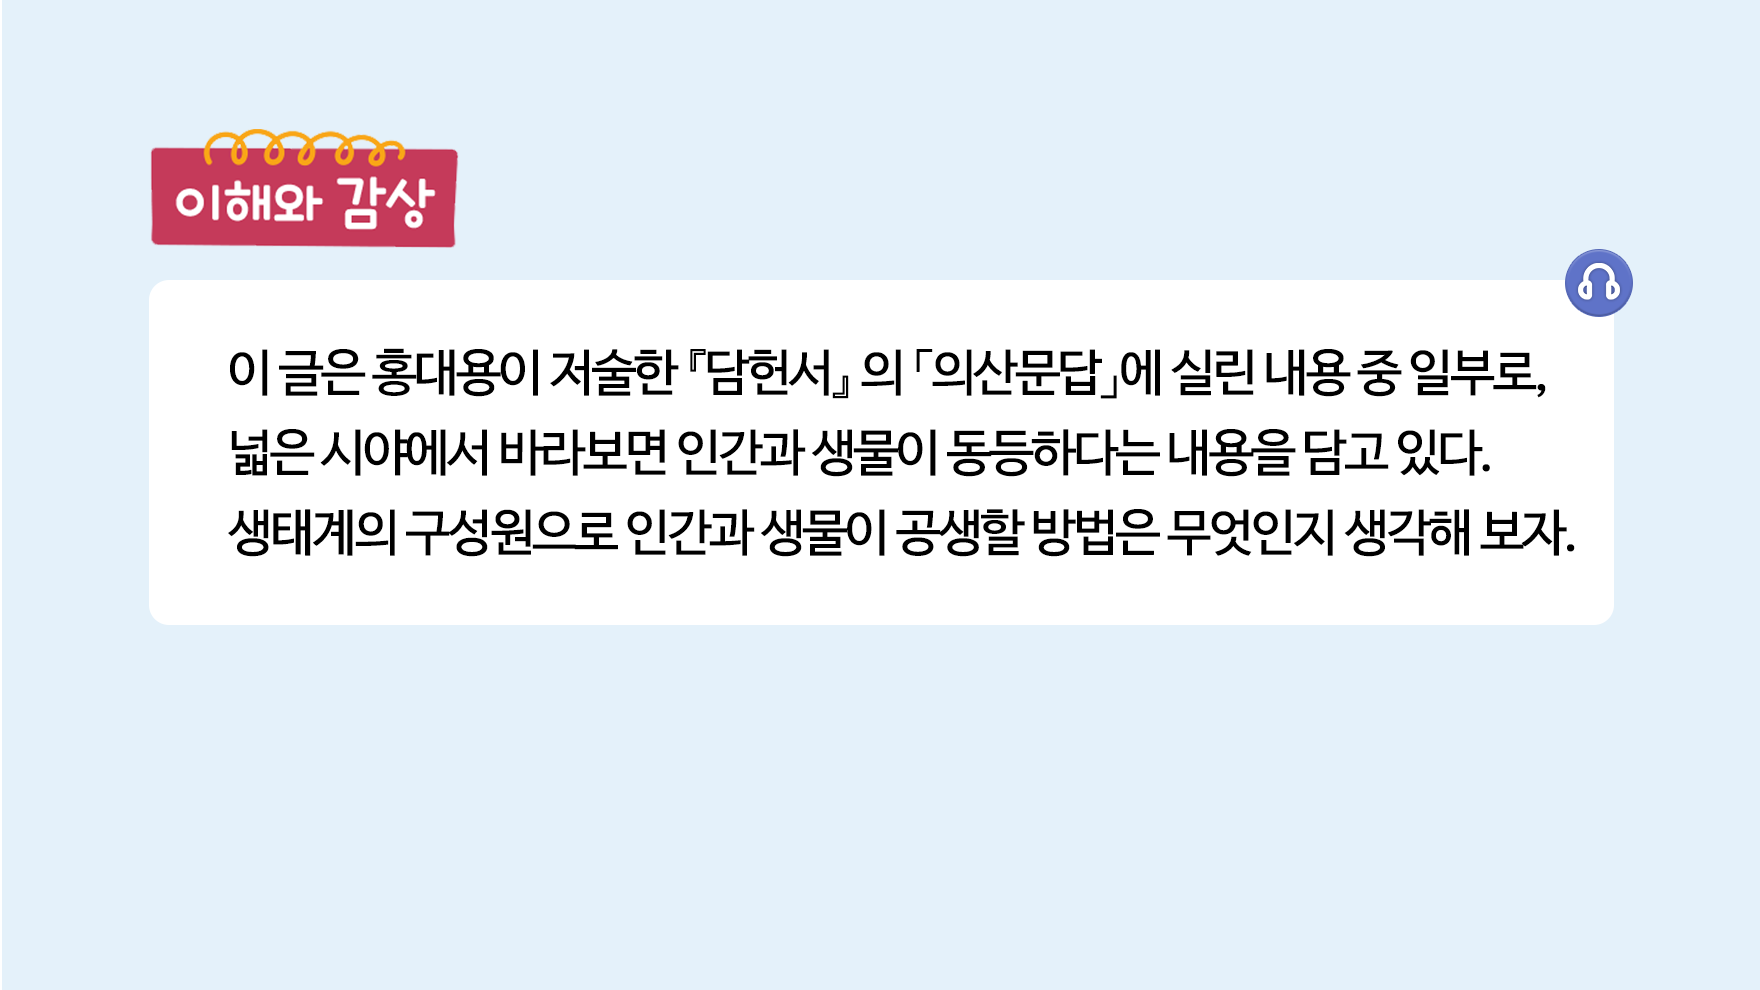 이해와 감상
이 글은 홍대용이 저술한 『담헌서』 의 「의산문답」에 실린 내용 중 일부로,
넓은 시야에서 바라보면 인간과 생물이 동등하다는 내용을 담고 있다.
생태계의 구성원으로 인간과 생물이 공생할 방법은 무엇인지 생각해 보자.